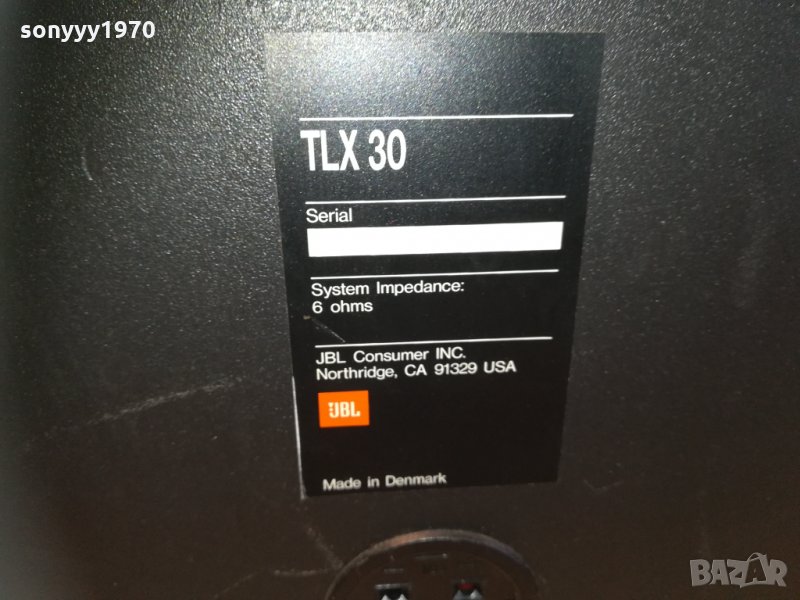 sonyyy1970
TLX 30
Serial
System Impedance:
6 ohms
JBL Consumer INC.
Northridge, CA 91329 USA
JBL
Made in Denmark
BAZAR